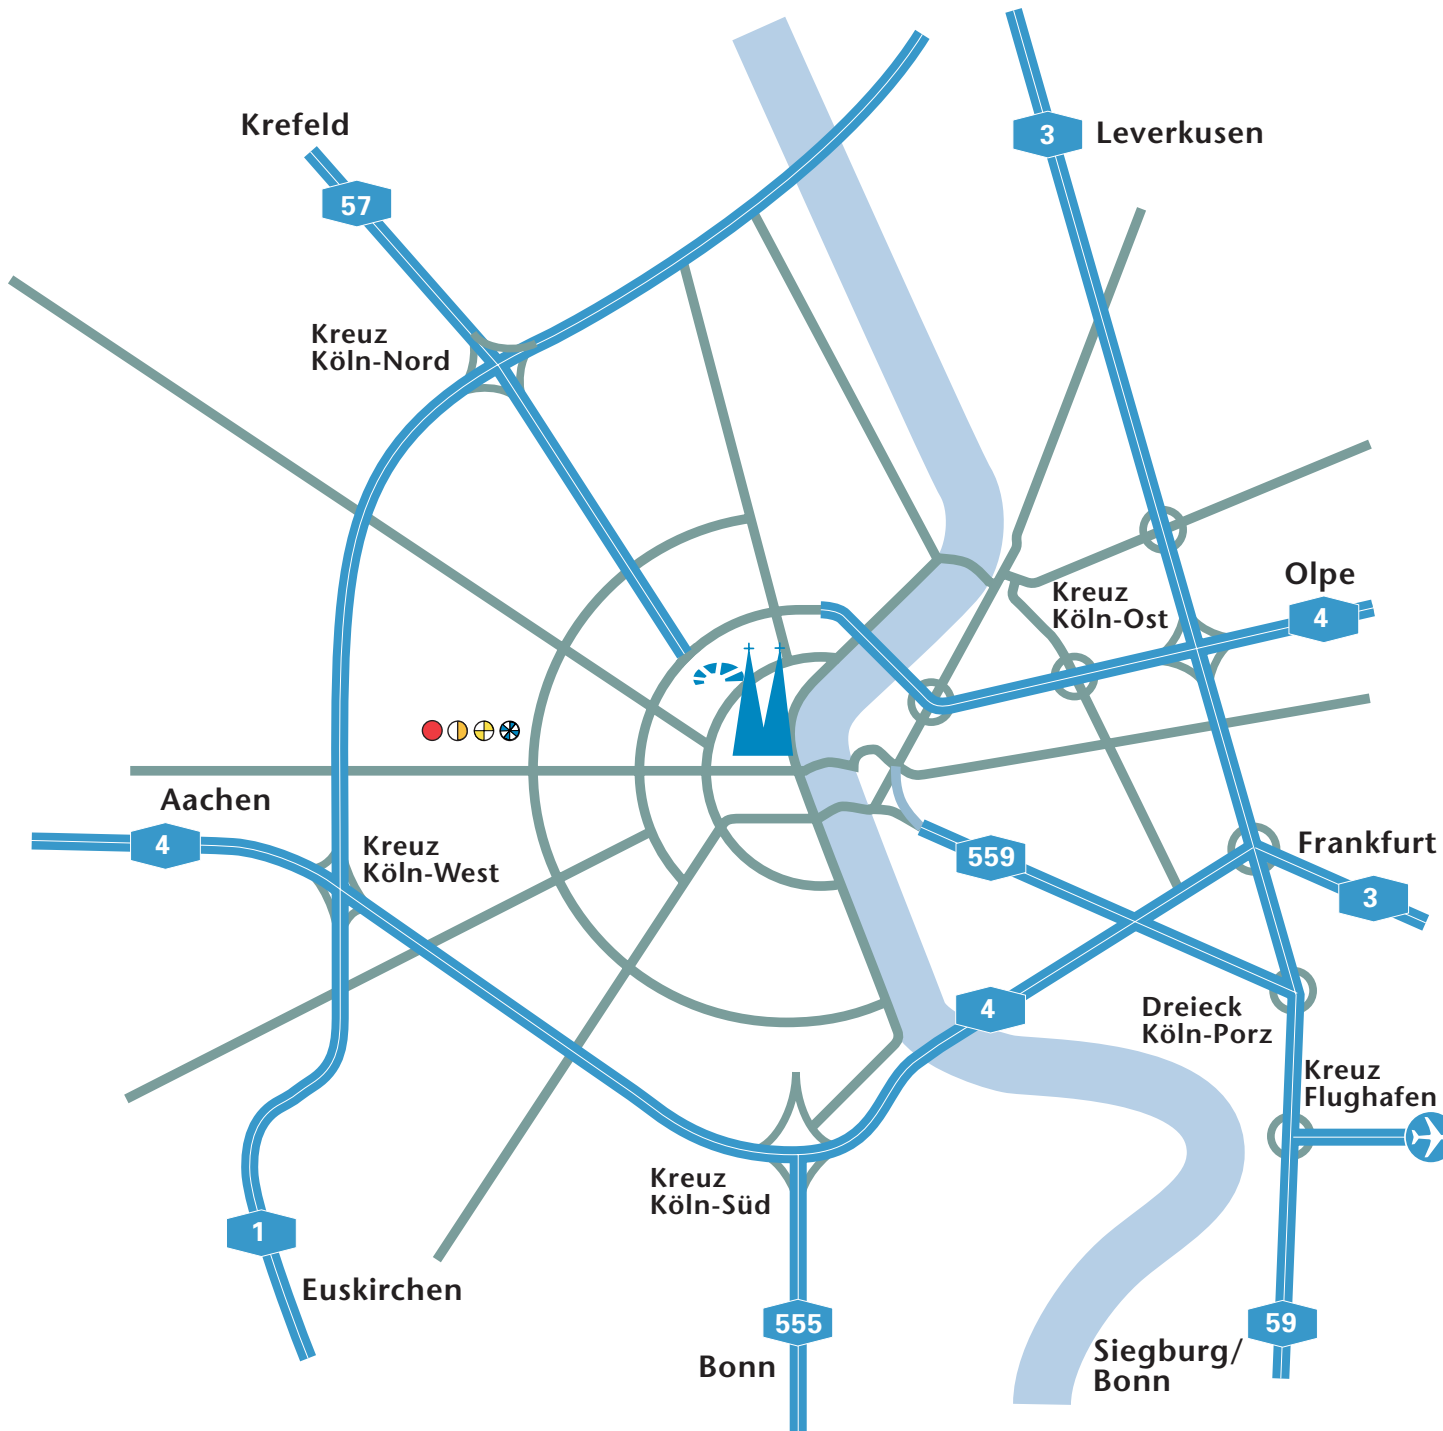 Krefeld
57
3
Leverkusen
Kreuz
Köln-Nord
Olpe
4
Kreuz
Köln-Ost
Aachen
4
Kreuz
Köln-West
559
Frankfurt
3
4
Dreieck
Köln-Porz
Kreuz
Flughafen
Kreuz
Köln-Süd
1
Euskirchen
555
Bonn
59
Siegburg/
Bonn